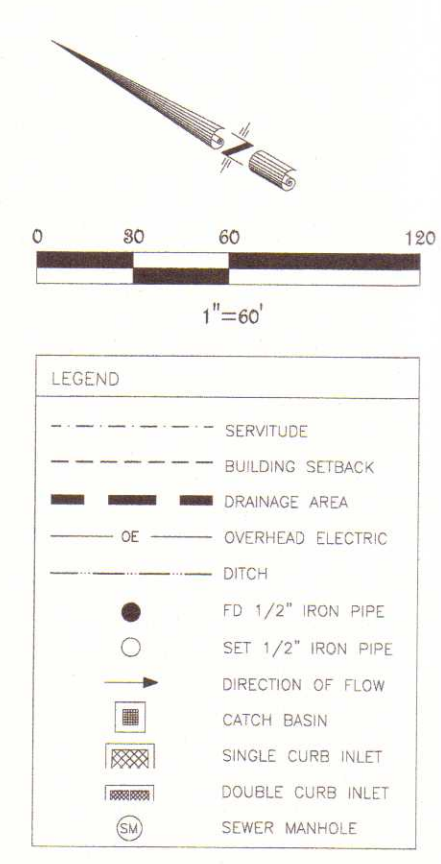 0 30 60 120
1"=60'
LEGEND
SERVITUDE
BUILDING SETBACK
DRAINAGE AREA
OE OVERHEAD ELECTRIC
DITCH
FD 1/2" IRON PIPE
SET 1/2" IRON PIPE
DIRECTION OF FLOW
CATCH BASIN
SINGLE CURB INLET
DOUBLE CURB INLET
SM SEWER MANHOLE